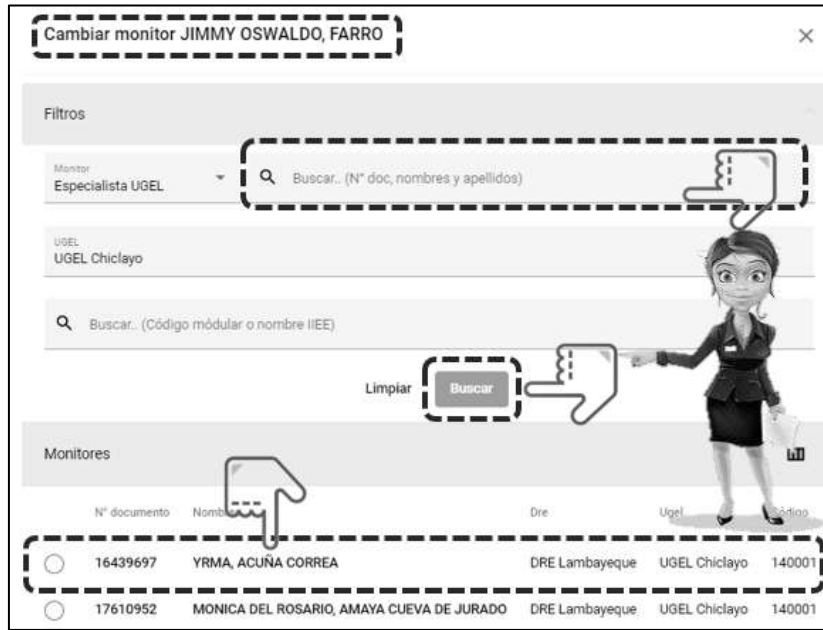 Cambiar monitor JIMMY OSWALDO, FARRO
Filtros
Monitor
Especialista UGEL
Buscar.. (N° doc, nombres y apellidos)
UGEL
UGEL Chiclayo
Buscar.. (Código módular o nombre IIEE)
Limpiar Buscar
Monitores
N° documento Dre Ugel
16439697 YRMA, ACUÑA CORREA DRE Lambayeque UGEL Chiclayo 140001
17610952 MONICA DEL ROSARIO, AMAYA CUEVA DE JURADO DRE Lambayeque UGEL Chiclayo 140001